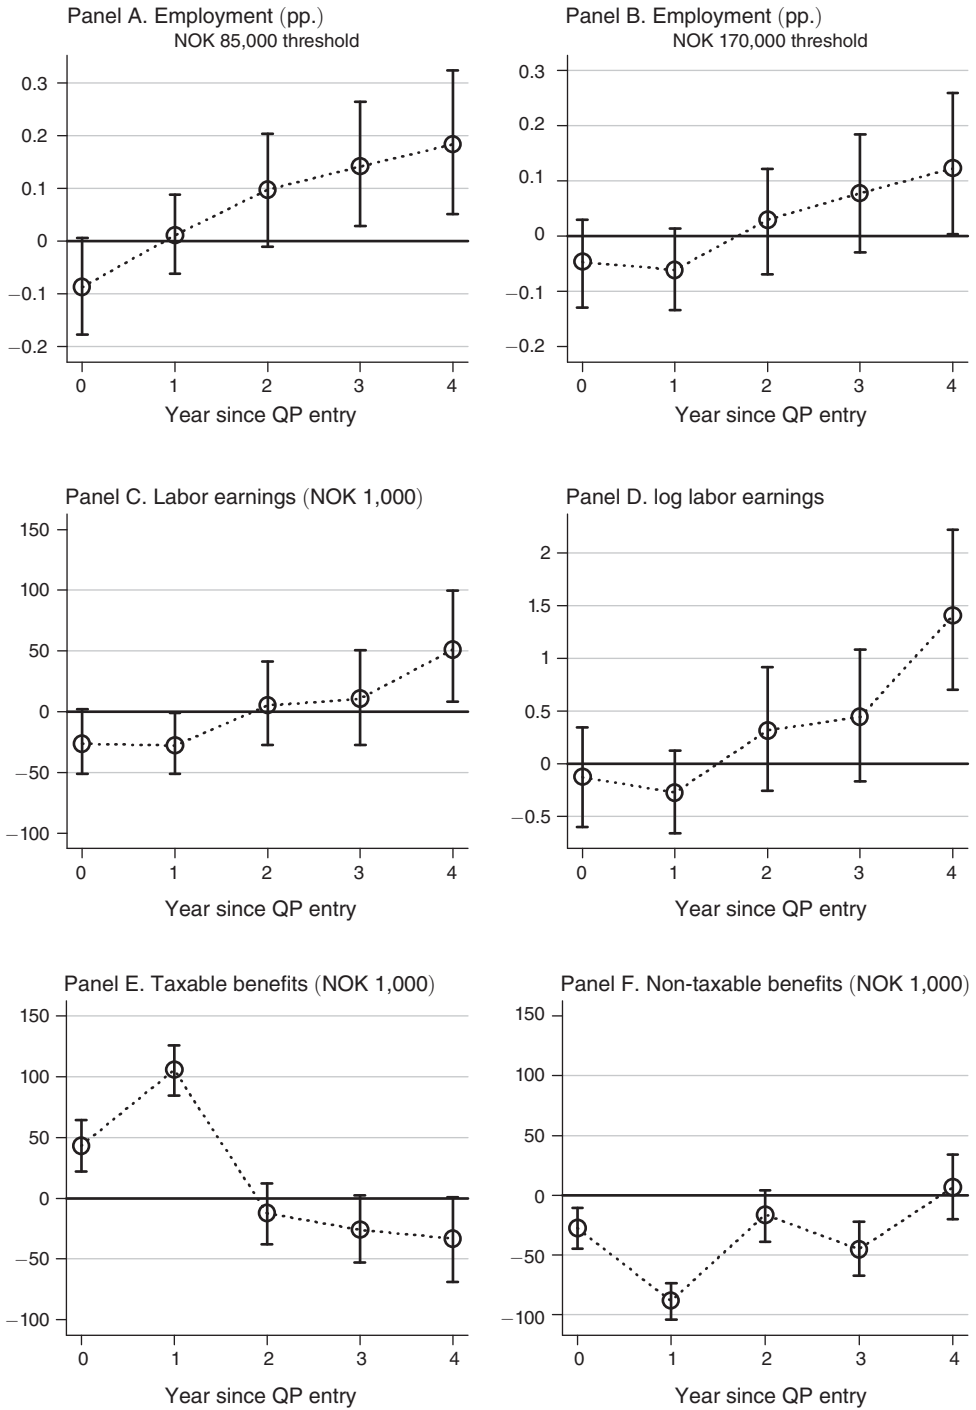 Panel A. Employment (pp.)
NOK 85,000 threshold
0.3
0.2
0.1
0
−0.1
−0.2
0 1 2 3 4
Year since QP entry
Panel B. Employment (pp.)
NOK 170,000 threshold
0.3
0.2
0.1
0
−0.1
−0.2
0 1 2 3 4
Year since QP entry
Panel C. Labor earnings (NOK 1,000)
150
100
50
0
−50
−100
0 1 2 3 4
Year since QP entry
Panel D. log labor earnings
2
1.5
1
0.5
0
−0.5
0 1 2 3 4
Year since QP entry
Panel E. Taxable benefits (NOK 1,000)
150
100
50
0
−50
−100
0 1 2 3 4
Year since QP entry
Panel F. Non-taxable benefits (NOK 1,000)
150
100
50
0
−50
−100
0 1 2 3 4
Year since QP entry